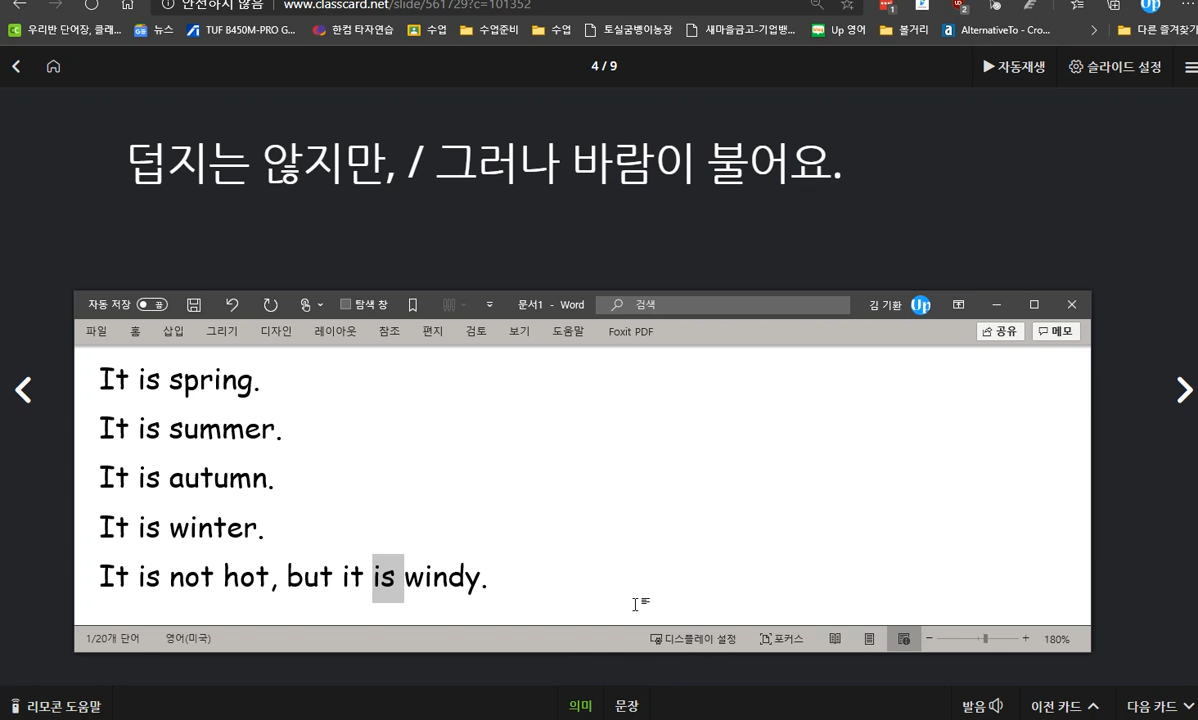 안전하지 않음 www.classcard.net/slide/561729?c=101352
우리반 단어장, 클래... 뉴스 TUF B450M-PRO G... 한컴 타자연습 수업 수업준비 수업 토실굼벵이농장 새마을금고-기업뱅... Up 영어 볼거리 AlternativeTo - Cro... 다른 즐겨찾기
4 / 9 자동재생 슬라이드 설정
덥지는 않지만, / 그러나 바람이 불어요.
자동 저장 끔 탐색 창 문서1 - Word 검색 김 기환 Up
파일 홈 삽입 그리기 디자인 레이아웃 참조 편지 검토 보기 도움말 Foxit PDF 공유 메모
It is spring.
It is summer.
It is autumn.
It is winter.
It is not hot, but it is windy.
1/20개 단어 영어(미국) 디스플레이 설정 포커스 180%
리모콘 도움말 의미 문장 발음 이전 카드 다음 카드